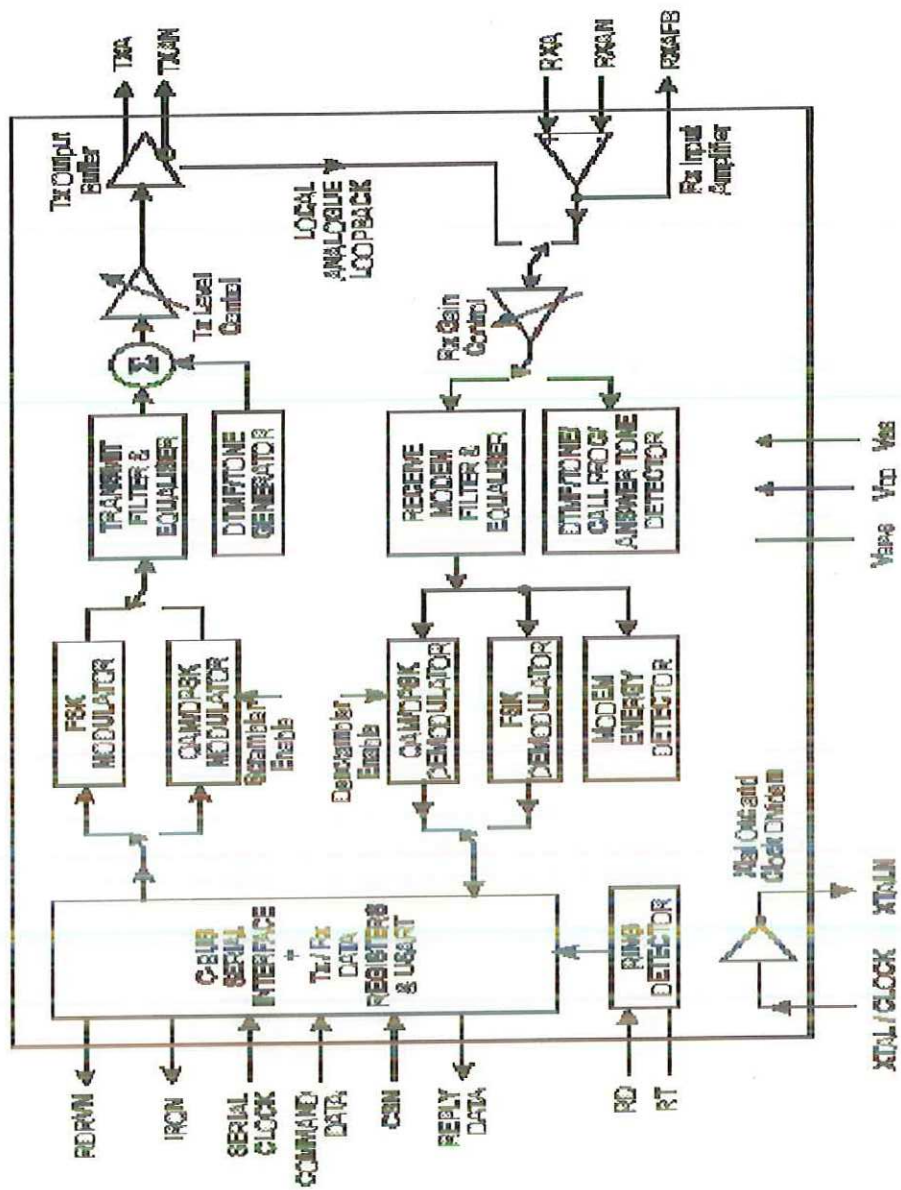 RDRVN
IRQN
SERIAL
CLOCK
COMMAND
DATA
CSN
REPLY
DATA
RD
RT
XTAL / CLOCK
XTALN
C-BUS
SERIAL
INTERFACE
+
Tx / Rx
DATA
REGISTERS
& USART
RING
DETECTOR
Xtal Osc and
Clock Dividers
FSK
MODULATOR
QAM/DPSK
MODULATOR
Scrambler
Enable
Descrambler
Enable
QAM/DPSK
DEMODULATOR
FSK
DEMODULATOR
MODEM
ENERGY
DETECTOR
TRANSMIT
FILTER &
EQUALISER
DTMF/TONE
GENERATOR
RECEIVE
MODEM
FILTER &
EQUALISER
DTMF/TONE/
CALL PROG/
ANSWER TONE
DETECTOR
Σ
Tx Level
Control
Rx Gain
Control
Tx Output
Buffer
LOCAL
ANALOGUE
LOOPBACK
Rx Input
Amplifier
TXA
TXAN
RXA
RXAN
RXAFB
VBIAS
VDD
VSS